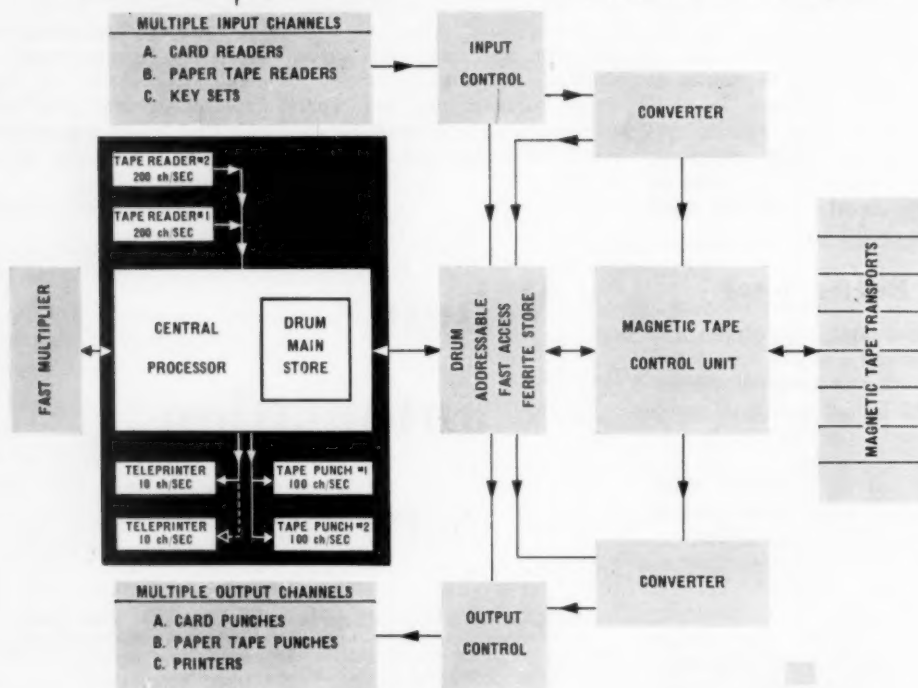 MULTIPLE INPUT CHANNELS
A. CARD READERS
B. PAPER TAPE READERS
C. KEY SETS
INPUT
CONTROL
CONVERTER
TAPE READER #2
200 ch/SEC
TAPE READER #1
200 ch/SEC
FAST MULTIPLIER
CENTRAL
PROCESSOR
DRUM
MAIN
STORE
DRUM
ADDRESSABLE
FAST ACCESS
FERRITE STORE
MAGNETIC TAPE
CONTROL UNIT
MAGNETIC TAPE TRANSPORTS
TELEPRINTER
10 ch/SEC
TAPE PUNCH #1
100 ch/SEC
TELEPRINTER
10 ch/SEC
TAPE PUNCH #2
100 ch/SEC
CONVERTER
MULTIPLE OUTPUT CHANNELS
A. CARD PUNCHES
B. PAPER TAPE PUNCHES
C. PRINTERS
OUTPUT
CONTROL